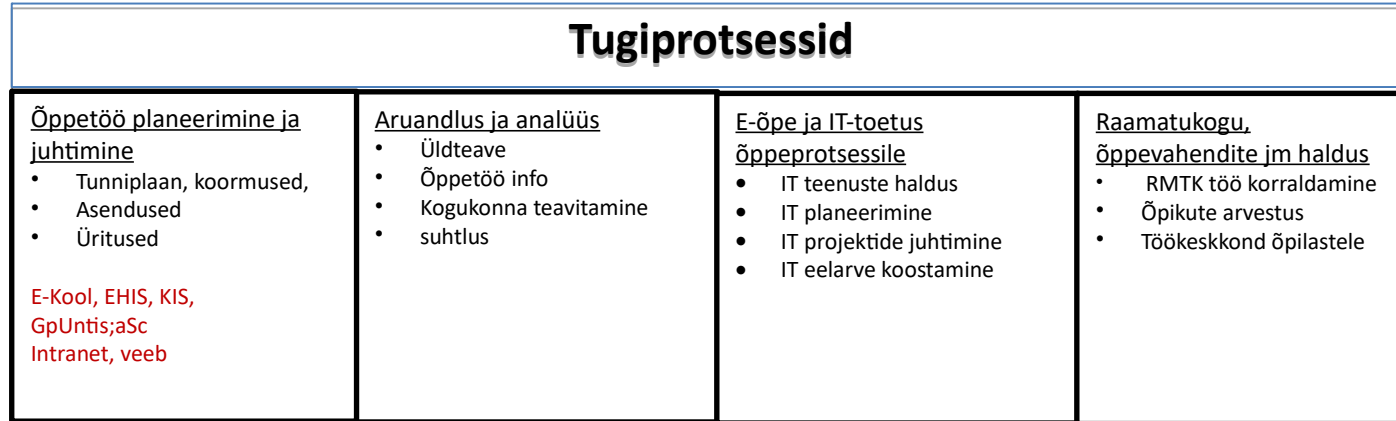 Tugiprotsessid
Õppetöö planeerimine ja
juhtimine
• Tunniplaan, koormused,
• Asendused
• Üritused
E-Kool, EHIS, KIS,
GpUntis;aSc
Intranet, veeb
Aruandlus ja analüüs
• Üldteave
• Õppetöö info
• Kogukonna teavitamine
• suhtlus
E-õpe ja IT-toetus
õppeprotsessile
• IT teenuste haldus
• IT planeerimine
• IT projektide juhtimine
• IT eelarve koostamine
Raamatukogu,
õppevahendite jm haldus
• RMTK töö korraldamine
• Õpikute arvestus
• Töökeskkond õpilastele